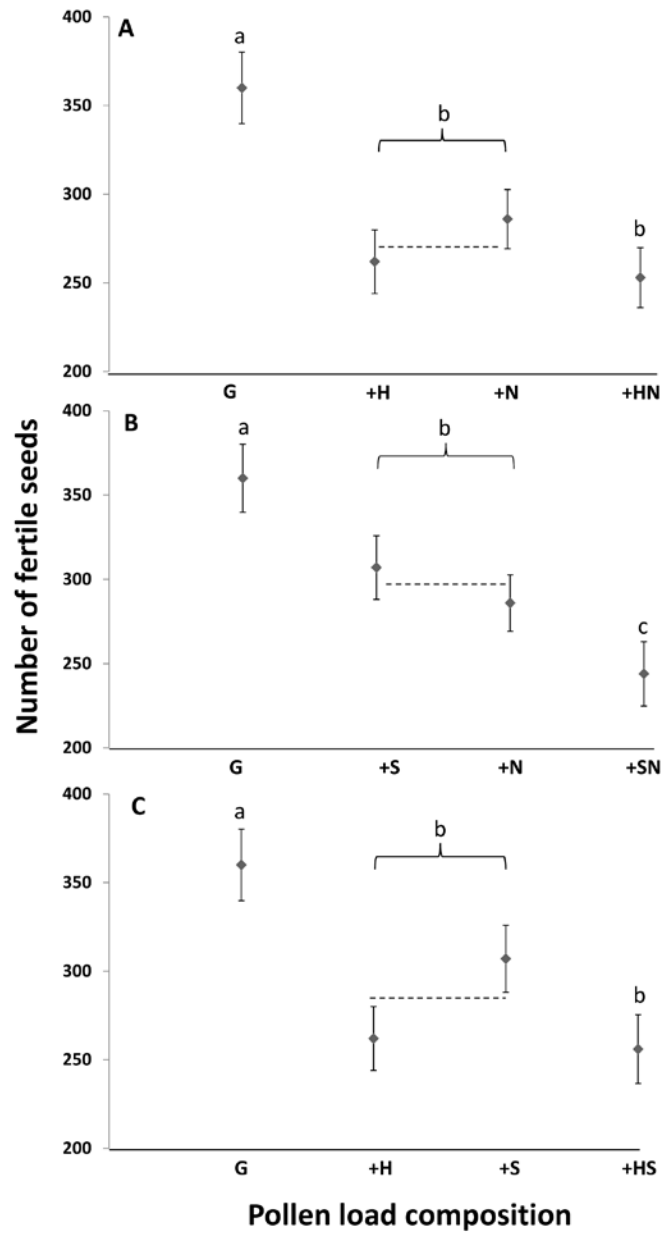 A
400
a
350
b
300
b
250
200
G +H +N +HN
B
400
a
b
350
300
c
250
200
G +S +N +SN
C
400
a
b
350
300
b
250
200
G +H +S +HS
Number of fertile seeds
Pollen load composition